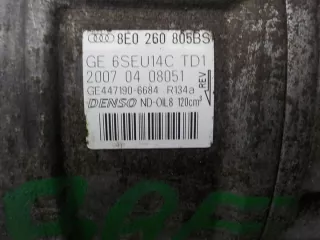 8E0 260 805BS
GE 6SEU14C TD1
2007 04 08051
GE447190-6684 R134a
REV
DENSO ND-OIL8 120cm³